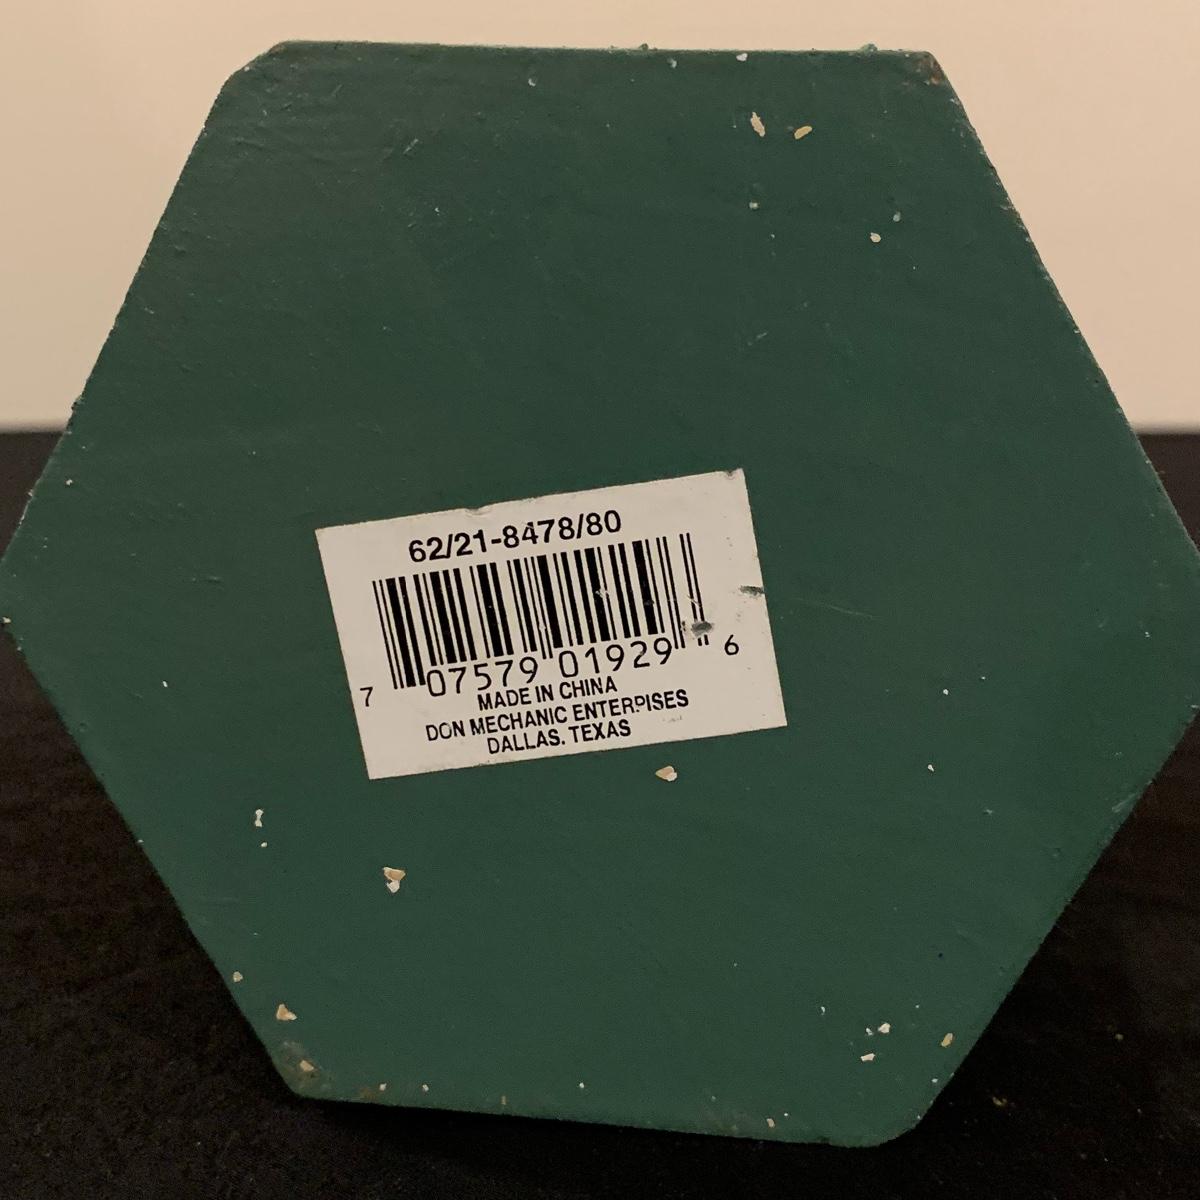 62/21-8478/80
7 07579 01929 6
MADE IN CHINA
DON MECHANIC ENTERPISES
DALLAS, TEXAS